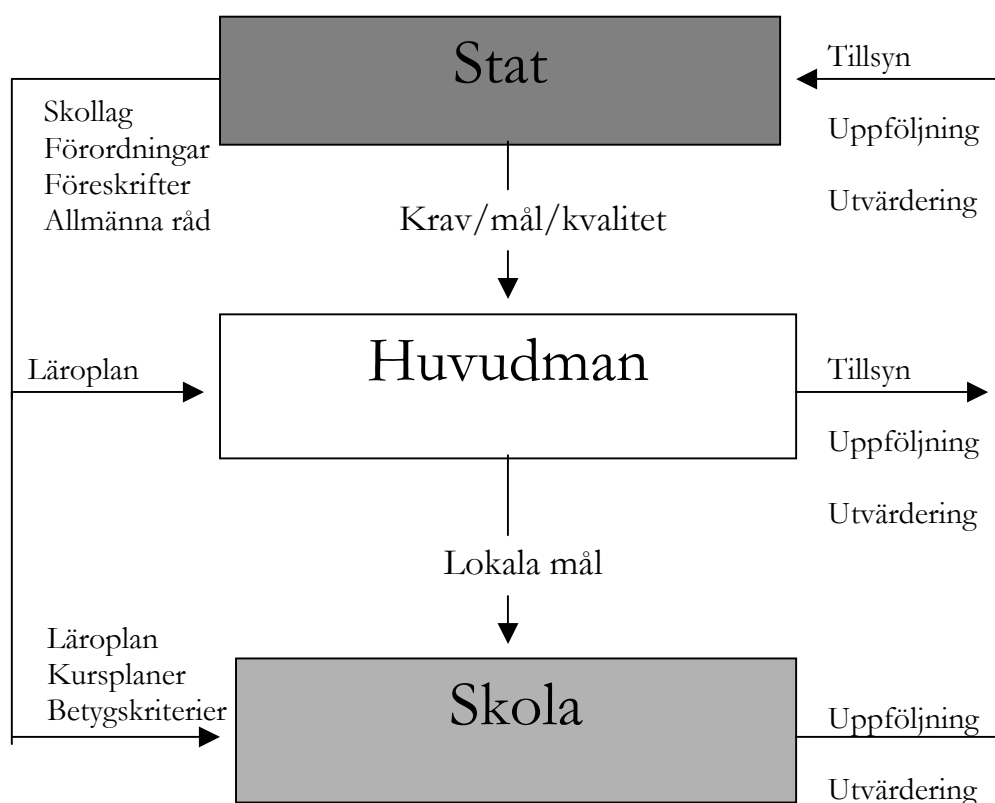 Stat
Skollag
Förordningar
Föreskrifter
Allmänna råd
Tillsyn
Uppföljning
Utvärdering
Krav/mål/kvalitet
Läroplan
Huvudman
Tillsyn
Uppföljning
Utvärdering
Lokala mål
Läroplan
Kursplaner
Betygskriterier
Skola
Uppföljning
Utvärdering